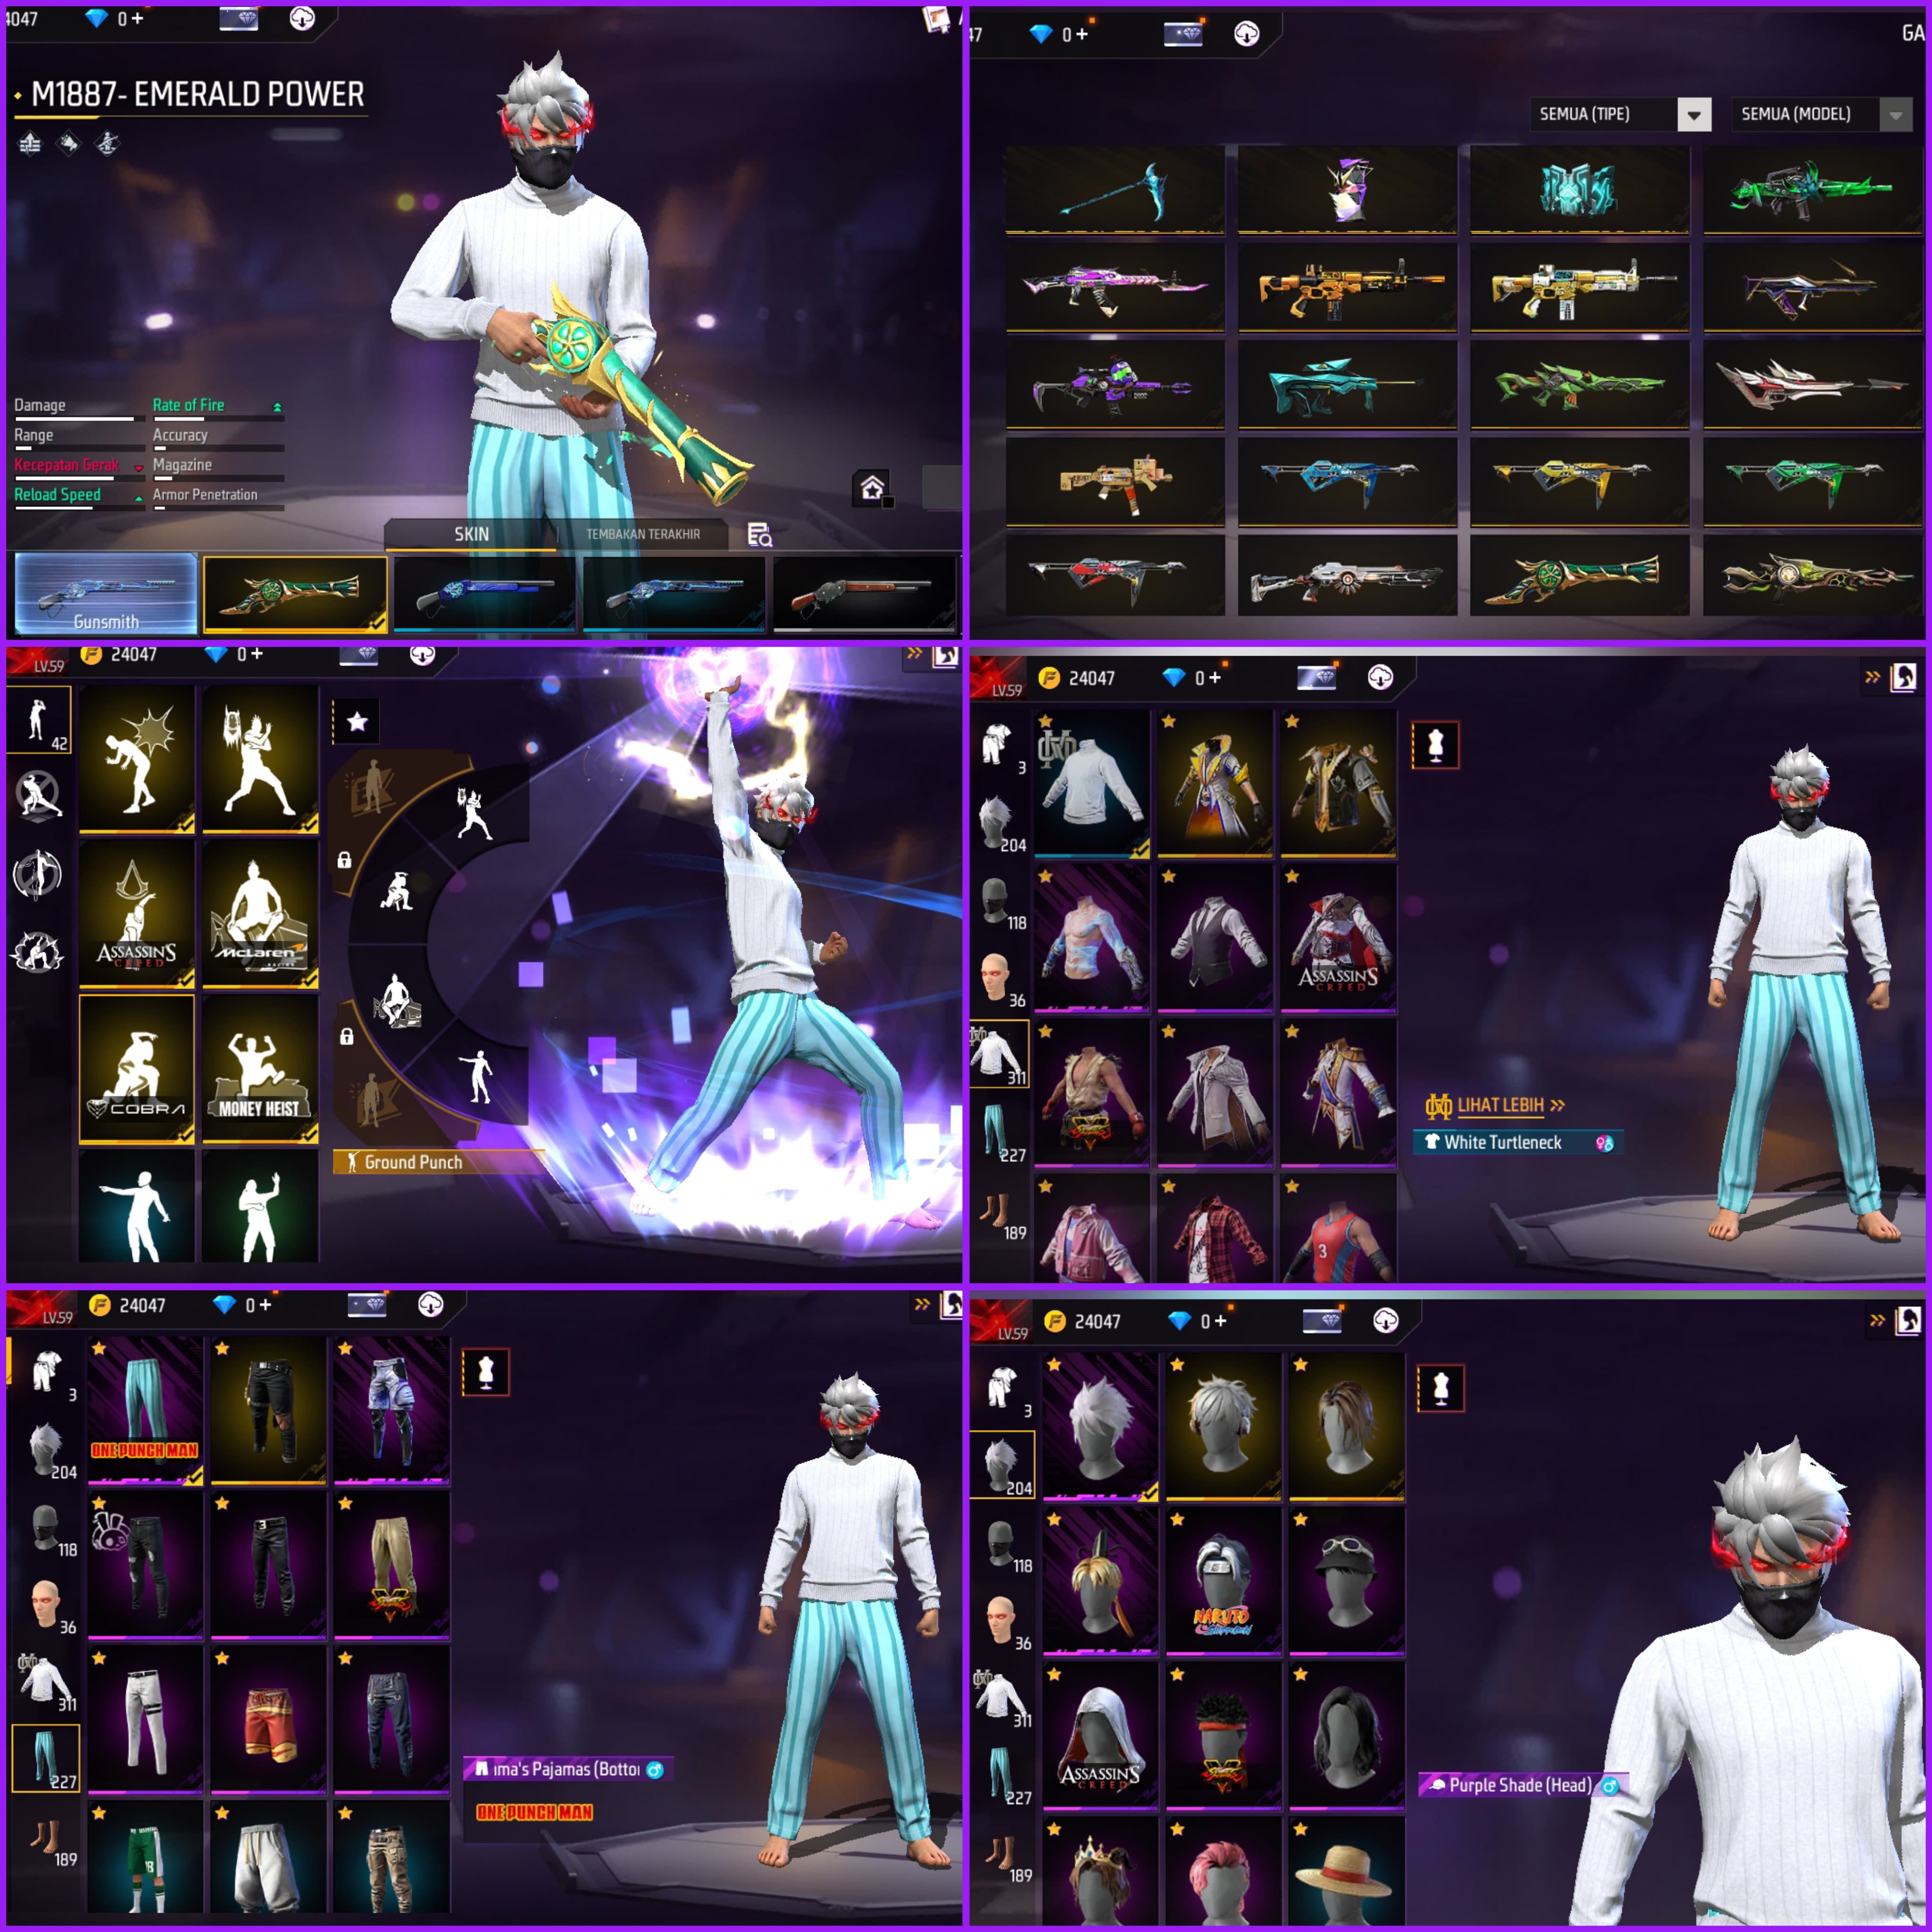 4047
0+
M1887- EMERALD POWER
Damage
Rate of Fire
Range
Accuracy
Kecepatan Gerak
Magazine
Reload Speed
Armor Penetration
SKIN
TEMBAKAN TERAKHIR
Gunsmith
47
0+
GA
SEMUA (TIPE)
SEMUA (MODEL)
LV.59
F
24047
0+
42
ASSASSIN'S
CREED
McLaren
COBRA
MONEY HEIST
Ground Punch
LV.59
F
24047
0+
3
204
118
36
311
227
189
ASSASSIN'S
CREED
V
3
LIHAT LEBIH
White Turtleneck
LV.59
F
24047
0+
3
204
118
36
311
227
189
ONE PUNCH MAN
V
ima's Pajamas (Botto
ONE PUNCH MAN
LV.59
F
24047
0+
3
204
118
36
311
227
189
NARUTO
SHIPPUDEN
ASSASSIN'S
CREED
V
Purple Shade (Head)